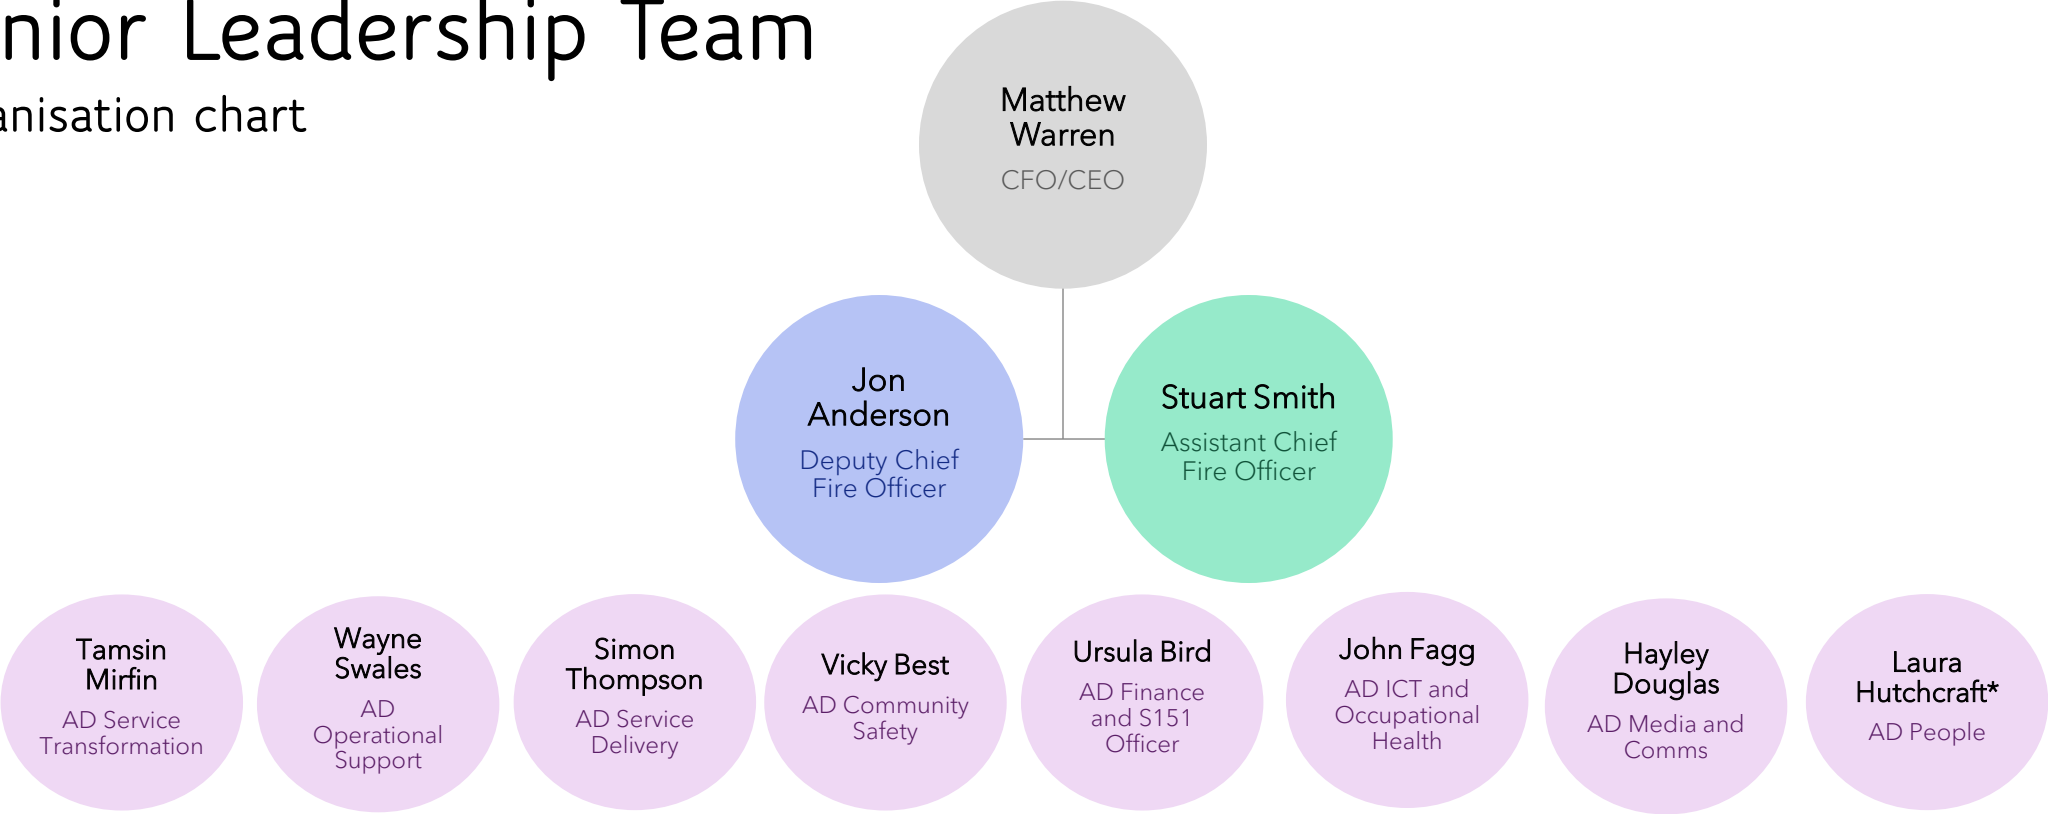 nior Leadership Team
anisation chart
Matthew
Warren
CFO/CEO
Jon
Anderson
Deputy Chief
Fire Officer
Stuart Smith
Assistant Chief
Fire Officer
Tamsin
Mirfin
AD Service
Transformation
Wayne
Swales
AD
Operational
Support
Simon
Thompson
AD Service
Delivery
Vicky Best
AD Community
Safety
Ursula Bird
AD Finance
and S151
Officer
John Fagg
AD ICT and
Occupational
Health
Hayley
Douglas
AD Media and
Comms
Laura
Hutchcraft*
AD People